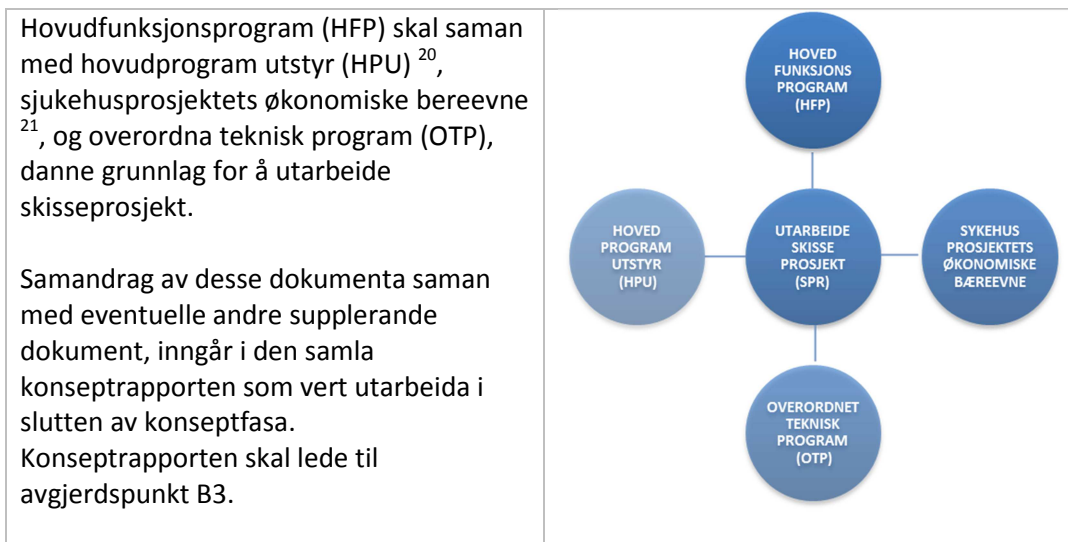 Hovudfunksjonsprogram (HFP) skal saman
med hovudprogram utstyr (HPU) 20,
sjukehusprosjektets økonomiske bereevne
21, og overordna teknisk program (OTP),
danne grunnlag for å utarbeide
skisseprosjekt.
Samandrag av desse dokumenta saman
med eventuelle andre supplerande
dokument, inngår i den samla
konseptrapporten som vert utarbeida i
slutten av konseptfasa.
Konseptrapporten skal lede til
avgjerdspunkt B3.
HOVED
FUNKSJONS
PROGRAM
(HFP)
HOVED
PROGRAM
UTSTYR
(HPU)
UTARBEIDE
SKISSE
PROSJEKT
(SPR)
SYKEHUS
PROSJEKTETS
ØKONOMISKE
BÆREEVNE
OVERORDNET
TEKNISK
PROGRAM
(OTP)